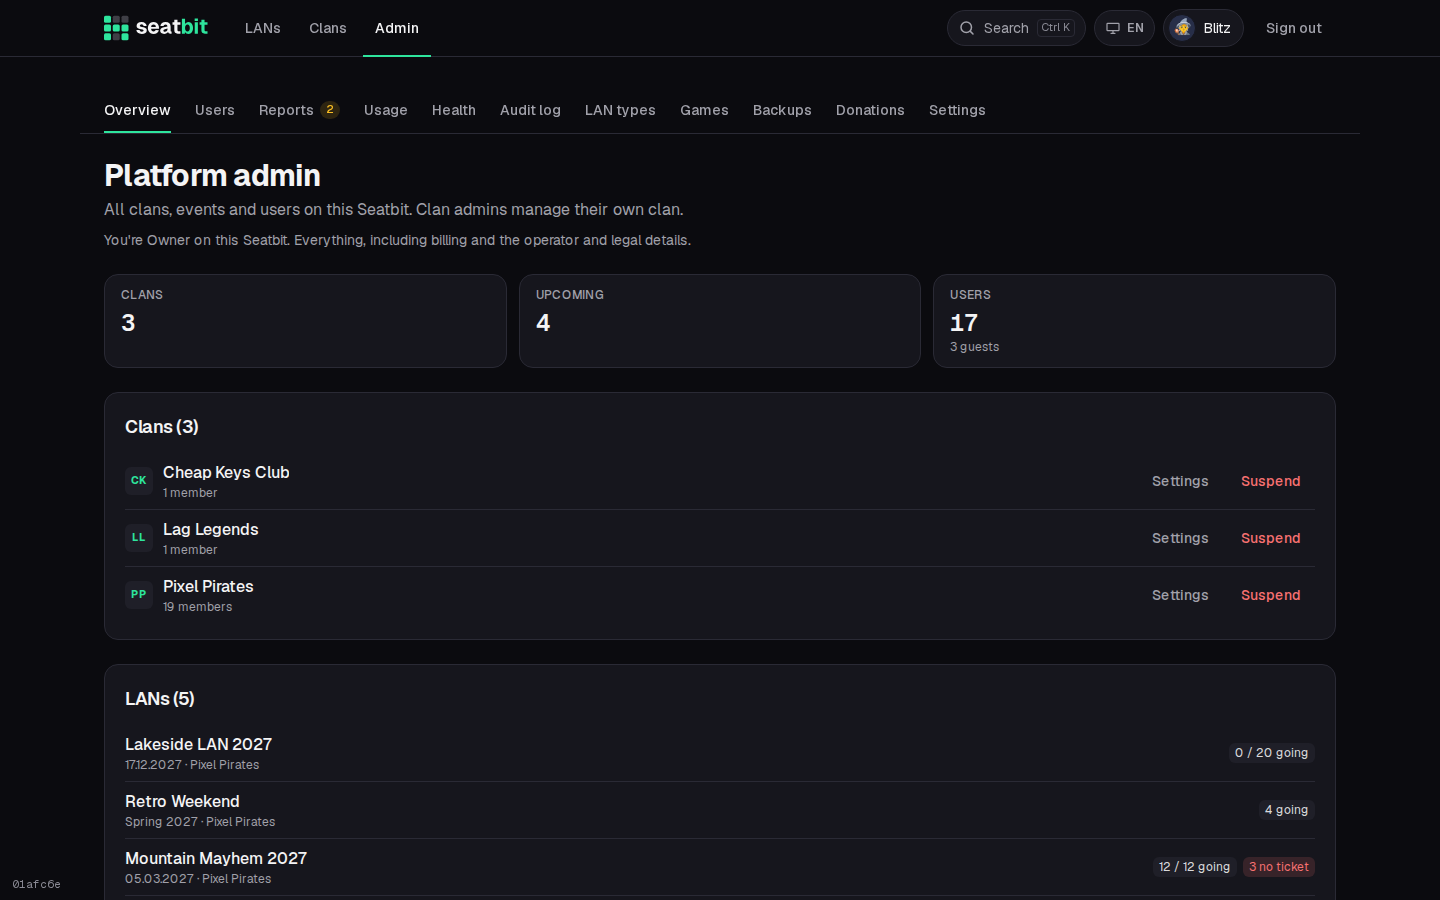 seatbit LANs Clans Admin Search Ctrl K EN Blitz Sign out
Overview Users Reports 2 Usage Health Audit log LAN types Games Backups Donations Settings
Platform admin
All clans, events and users on this Seatbit. Clan admins manage their own clan.
You're Owner on this Seatbit. Everything, including billing and the operator and legal details.
CLANS UPCOMING USERS
3 4 17
3 guests
Clans (3)
CK Cheap Keys Club Settings Suspend
1 member
LL Lag Legends Settings Suspend
1 member
PP Pixel Pirates Settings Suspend
19 members
LANs (5)
Lakeside LAN 2027 0 / 20 going
17.12.2027 · Pixel Pirates
Retro Weekend 4 going
Spring 2027 · Pixel Pirates
Mountain Mayhem 2027 12 / 12 going 3 no ticket
05.03.2027 · Pixel Pirates
01afc6e